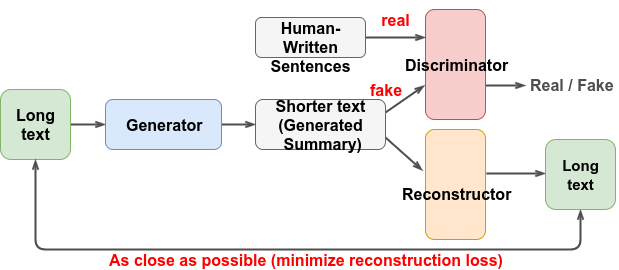 Human-
Written
Sentences
real
Discriminator
fake
Real / Fake
Long
text
Generator
Shorter text
(Generated
Summary)
Reconstructor
Long
text
As close as possible (minimize reconstruction loss)